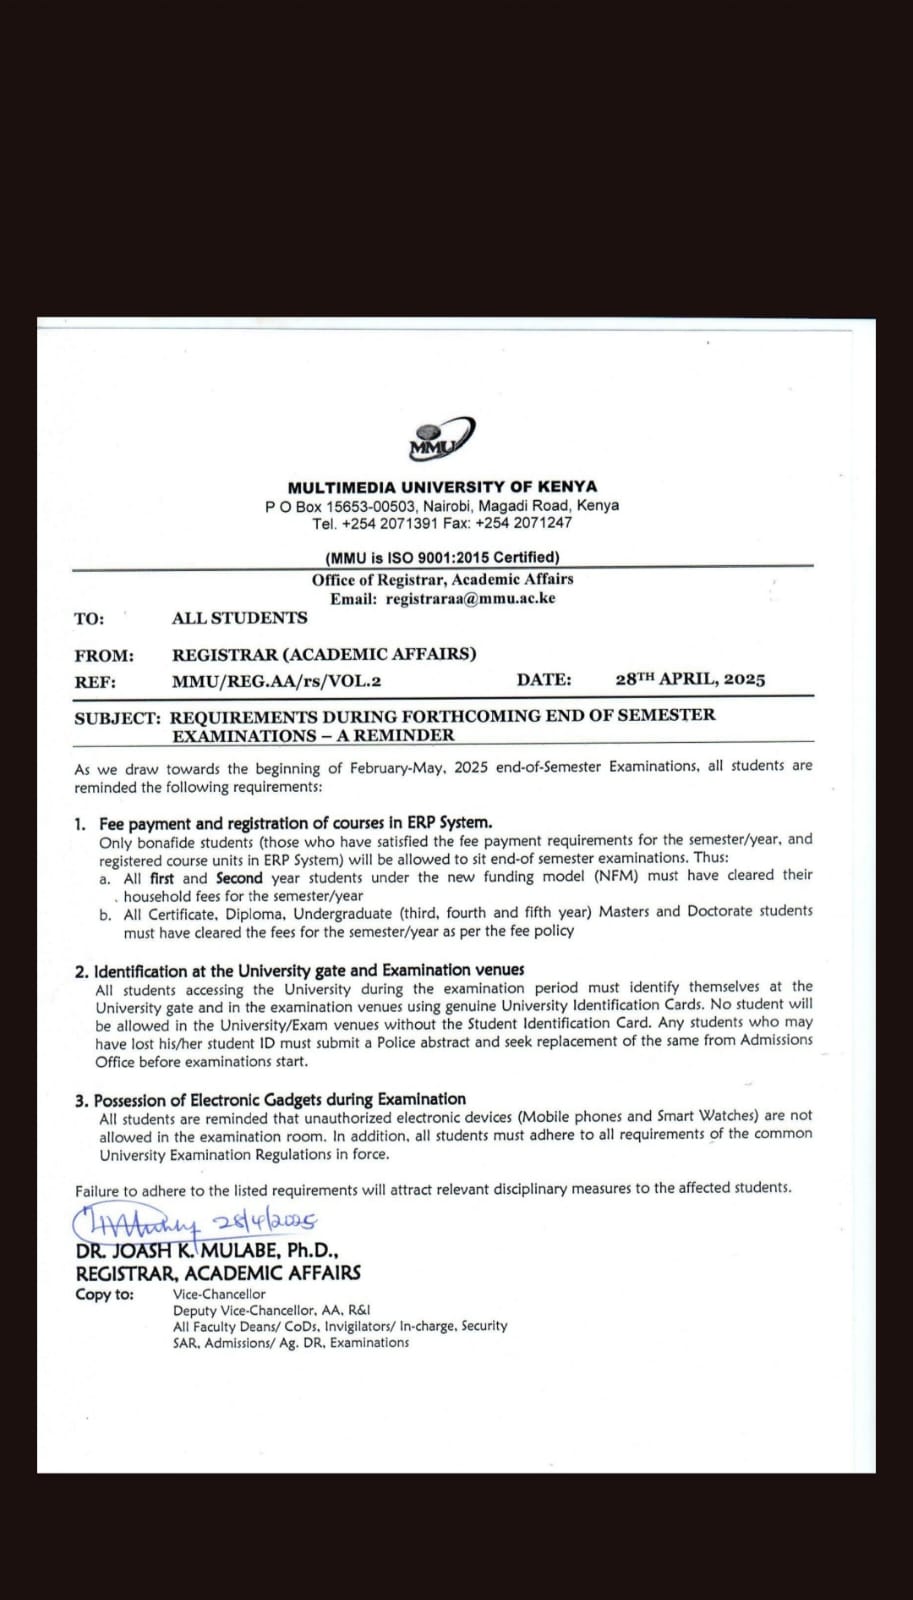 MMU
MULTIMEDIA UNIVERSITY OF KENYA
P O Box 15653-00503, Nairobi, Magadi Road, Kenya
Tel. +254 2071391 Fax: +254 2071247
(MMU is ISO 9001:2015 Certified)
Office of Registrar, Academic Affairs
Email: registraraa@mmu.ac.ke
TO: ALL STUDENTS
FROM: REGISTRAR (ACADEMIC AFFAIRS)
REF: MMU/REG.AA/rs/VOL.2 DATE: 28TH APRIL, 2025
SUBJECT: REQUIREMENTS DURING FORTHCOMING END OF SEMESTER
EXAMINATIONS – A REMINDER
As we draw towards the beginning of February-May, 2025 end-of-Semester Examinations, all students are
reminded the following requirements:
1. Fee payment and registration of courses in ERP System.
Only bonafide students (those who have satisfied the fee payment requirements for the semester/year, and
registered course units in ERP System) will be allowed to sit end-of semester examinations. Thus:
a. All first and Second year students under the new funding model (NFM) must have cleared their
household fees for the semester/year
b. All Certificate, Diploma, Undergraduate (third, fourth and fifth year) Masters and Doctorate students
must have cleared the fees for the semester/year as per the fee policy
2. Identification at the University gate and Examination venues
All students accessing the University during the examination period must identify themselves at the
University gate and in the examination venues using genuine University Identification Cards. No student will
be allowed in the University/Exam venues without the Student Identification Card. Any students who may
have lost his/her student ID must submit a Police abstract and seek replacement of the same from Admissions
Office before examinations start.
3. Possession of Electronic Gadgets during Examination
All students are reminded that unauthorized electronic devices (Mobile phones and Smart Watches) are not
allowed in the examination room. In addition, all students must adhere to all requirements of the common
University Examination Regulations in force.
Failure to adhere to the listed requirements will attract relevant disciplinary measures to the affected students.
28/4/2025
DR. JOASH K. MULABE, Ph.D.,
REGISTRAR, ACADEMIC AFFAIRS
Copy to: Vice-Chancellor
Deputy Vice-Chancellor, AA, R&I
All Faculty Deans/ CoDs, Invigilators/ In-charge, Security
SAR, Admissions/ Ag. DR, Examinations